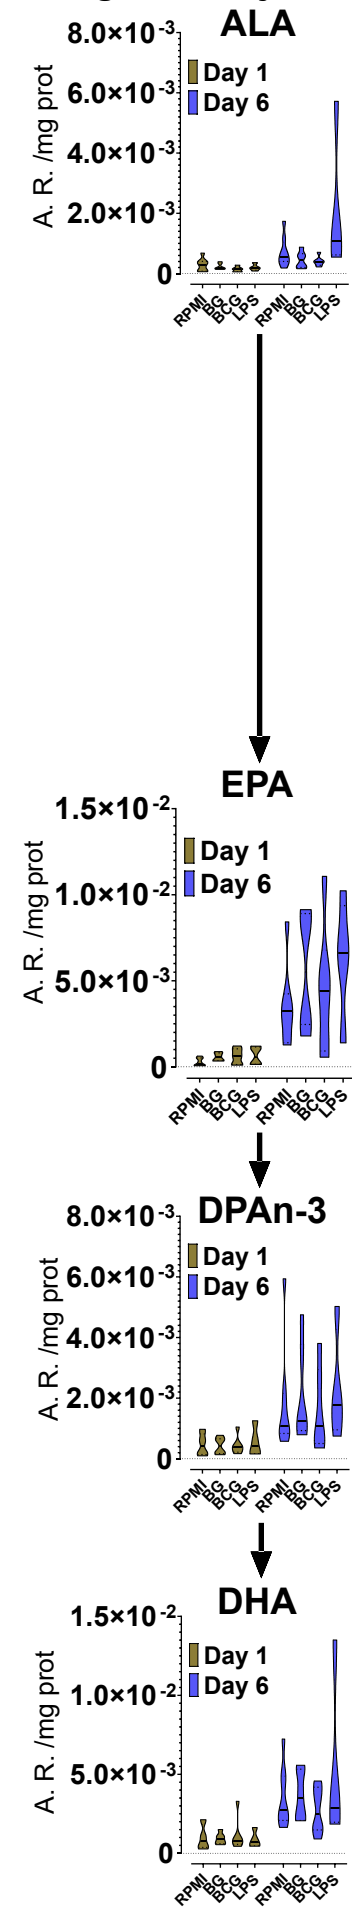 ALA
8.0×10⁻³
Day 1
6.0×10⁻³
Day 6
4.0×10⁻³
2.0×10⁻³
0
A. R. /mg prot
RPMI BG BCG LPS RPMI BG BCG LPS
EPA
1.5×10⁻²
Day 1
1.0×10⁻²
Day 6
5.0×10⁻³
0
A. R. /mg prot
RPMI BG BCG LPS RPMI BG BCG LPS
DPAn-3
8.0×10⁻³
Day 1
6.0×10⁻³
Day 6
4.0×10⁻³
2.0×10⁻³
0
A. R. /mg prot
RPMI BG BCG LPS RPMI BG BCG LPS
DHA
1.5×10⁻²
Day 1
1.0×10⁻²
Day 6
5.0×10⁻³
0
A. R. /mg prot
RPMI BG BCG LPS RPMI BG BCG LPS